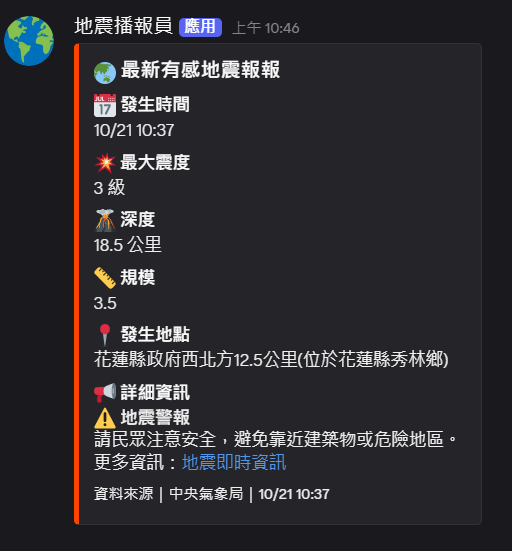 地震播報員 應用 上午 10:46
最新有感地震報報
JUL 17 發生時間
10/21 10:37
最大震度
3 級
深度
18.5 公里
規模
3.5
發生地點
花蓮縣政府西北方12.5公里(位於花蓮縣秀林鄉)
詳細資訊
地震警報
請民眾注意安全，避免靠近建築物或危險地區。
更多資訊：地震即時資訊
資料來源 | 中央氣象局 | 10/21 10:37